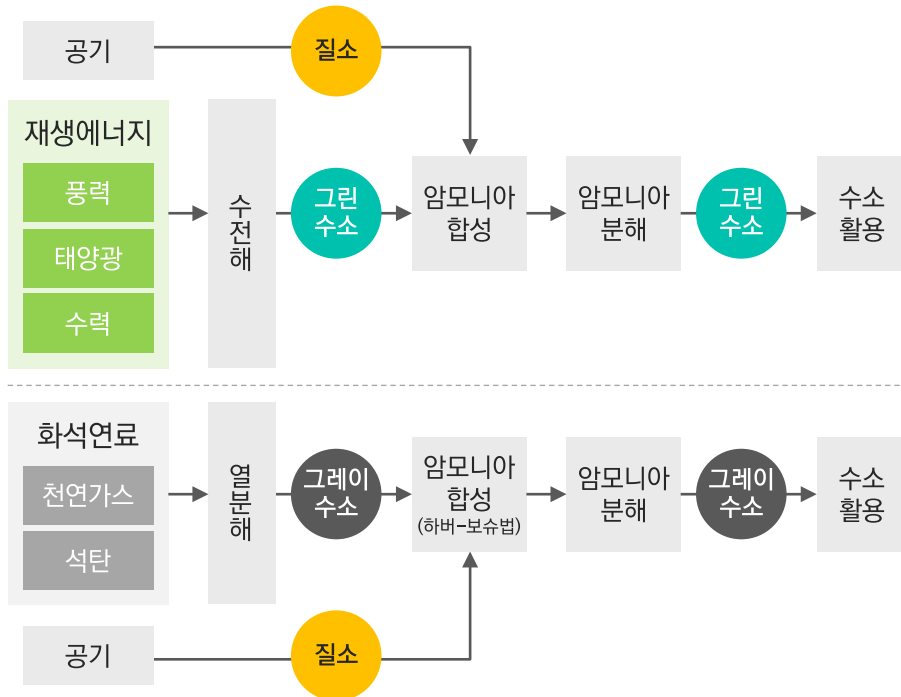 공기
질소
재생에너지
풍력
태양광
수력
수전해
그린
수소
암모니아
합성
암모니아
분해
그린
수소
수소
활용
화석연료
천연가스
석탄
열분해
그레이
수소
암모니아
합성
(하버-보슈법)
암모니아
분해
그레이
수소
수소
활용
공기
질소